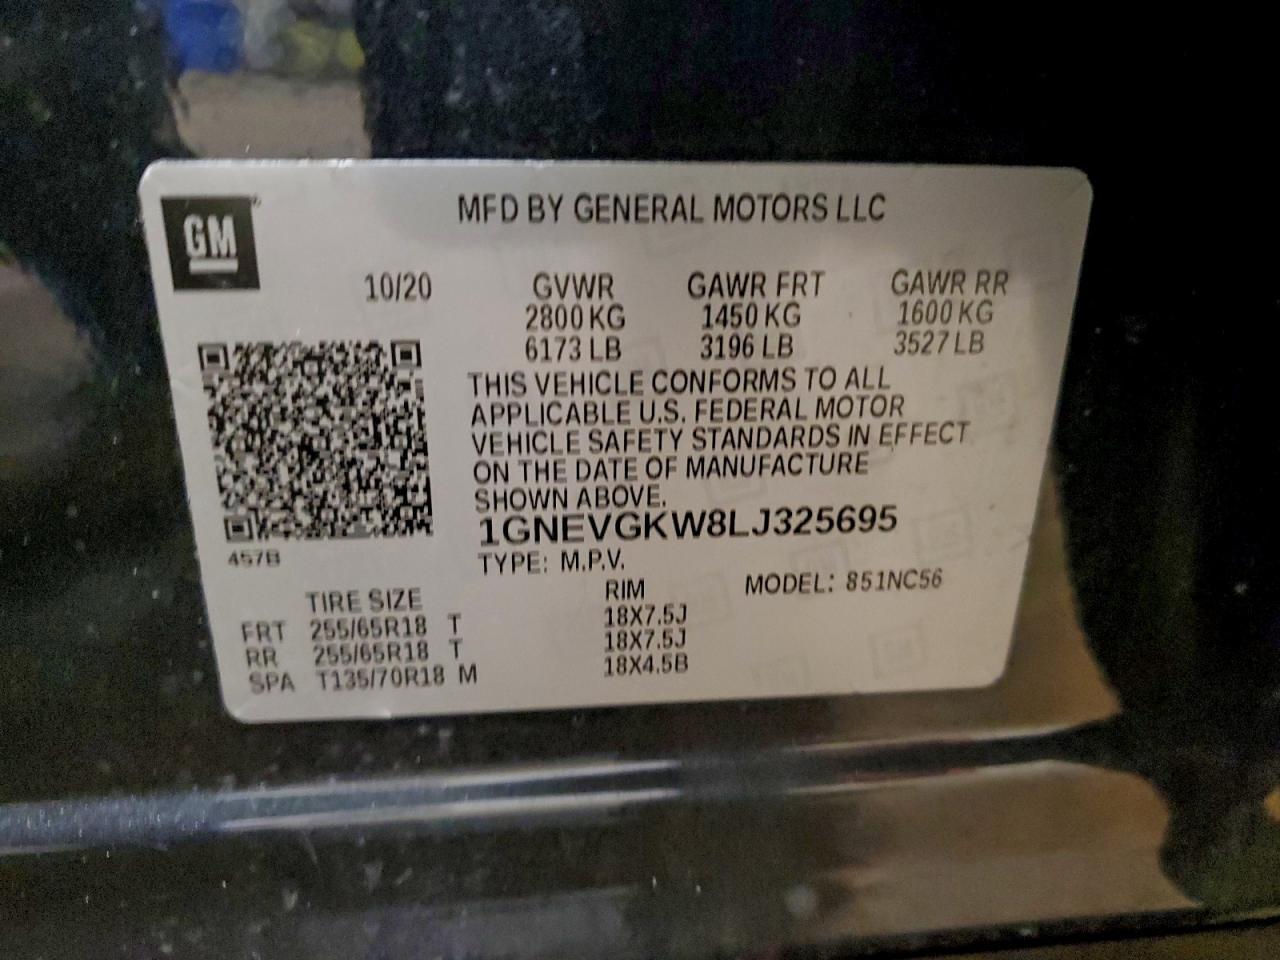 GM
MFD BY GENERAL MOTORS LLC
10/20 GVWR GAWR FRT GAWR RR
2800 KG 1450 KG 1600 KG
6173 LB 3196 LB 3527 LB
THIS VEHICLE CONFORMS TO ALL
APPLICABLE U.S. FEDERAL MOTOR
VEHICLE SAFETY STANDARDS IN EFFECT
ON THE DATE OF MANUFACTURE
SHOWN ABOVE.
1GNEVGKW8LJ325695
457B
TYPE: M.P.V.
MODEL: 851NC56
TIRE SIZE RIM
FRT 255/65R18 T 18X7.5J
RR 255/65R18 T 18X7.5J
SPA T135/70R18 M 18X4.5B